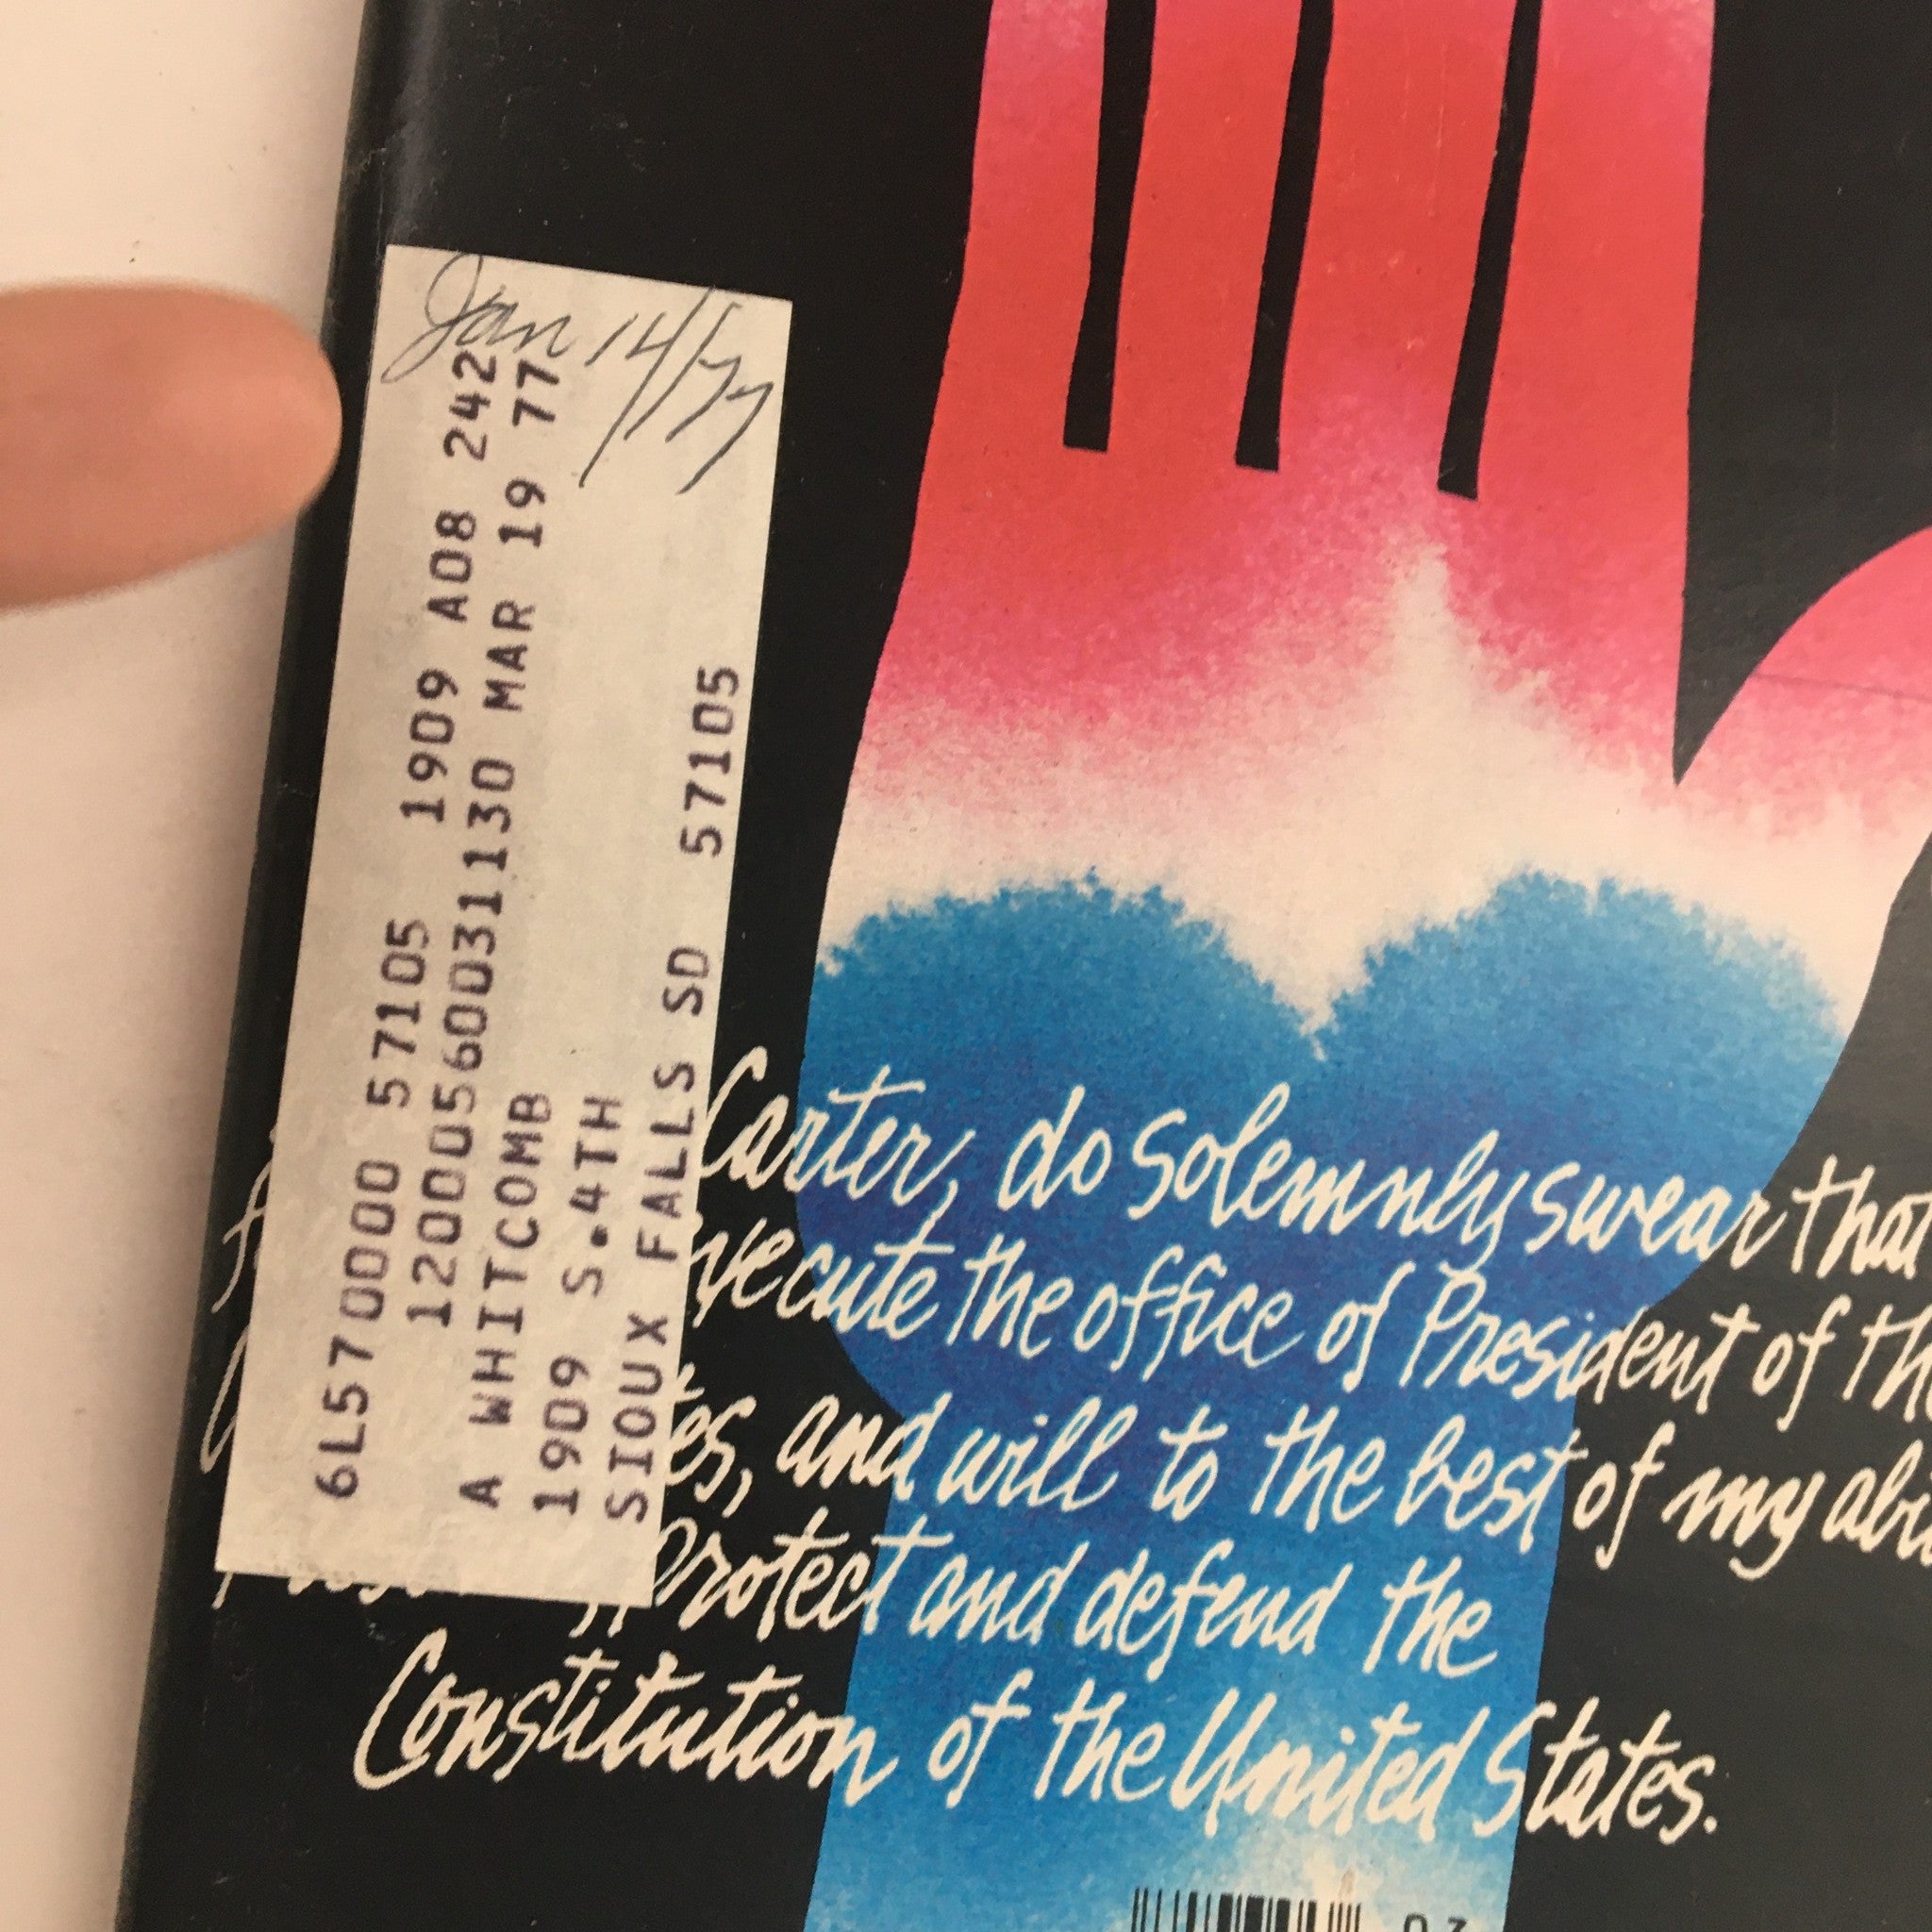 Jan 14/77
6L570000 57105 1909 A08 242
120005600311130 MAR 19 77
A WHITCOMB
1909 S.4TH
SIOUX FALLS SD 57105
Carter, do solemnly swear that
execute the office of President of the
and will to the best of my
protect and defend the
Constitution of the United States.
03